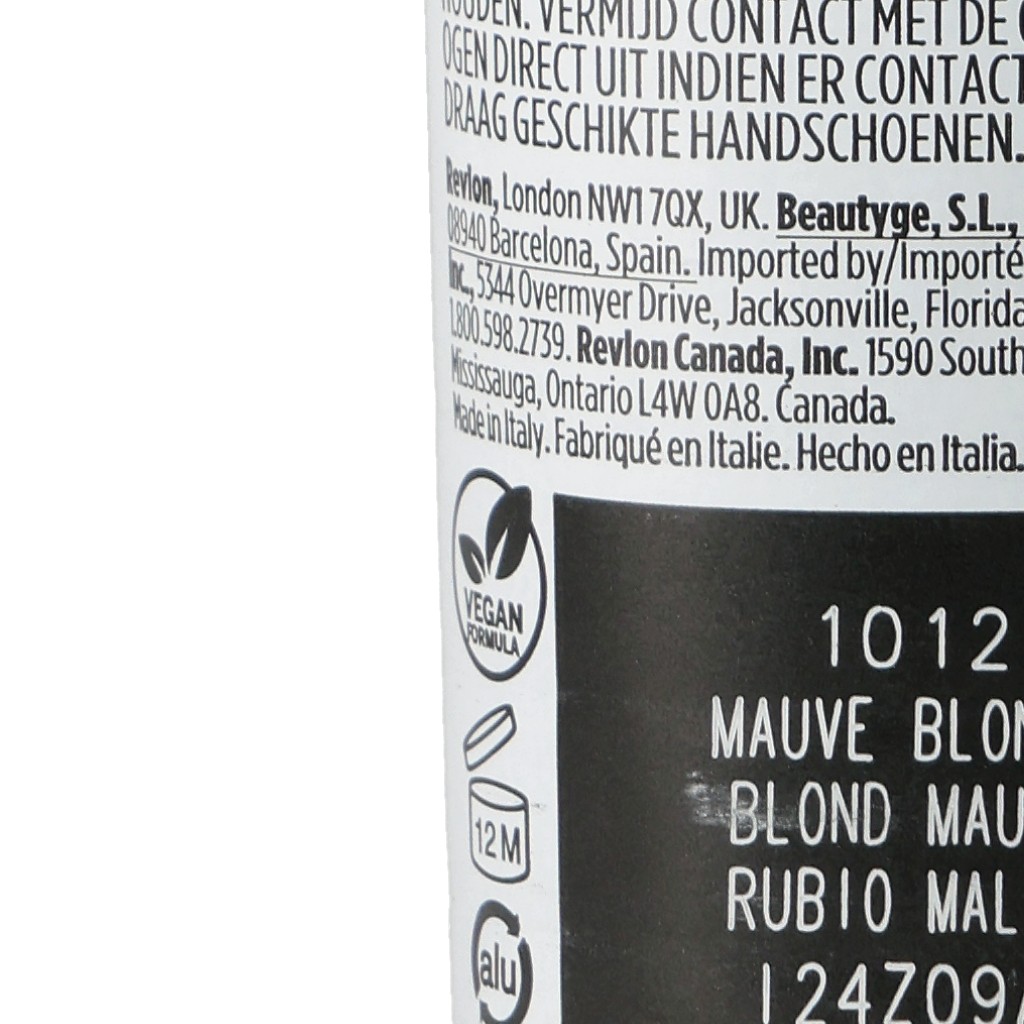 HOUDEN. VERMIJD CONTACT MET DE
OGEN DIRECT UIT INDIEN ER CONTACT
DRAAG GESCHIKTE HANDSCHOENEN.
Revlon, London NW1 7QX, UK. Beautyge, S.L.,
08940 Barcelona, Spain. Imported by/Importé
Inc., 5344 Overmyer Drive, Jacksonville, Florida
1.800.598.2739. Revlon Canada, Inc. 1590 South
Mississauga, Ontario L4W 0A8. Canada.
Made in Italy. Fabriqué en Italie. Hecho en Italia.
VEGAN
FORMULA
12 M
alu
1012
MAUVE BLON
BLOND MAU
RUBIO MAL
124Z09